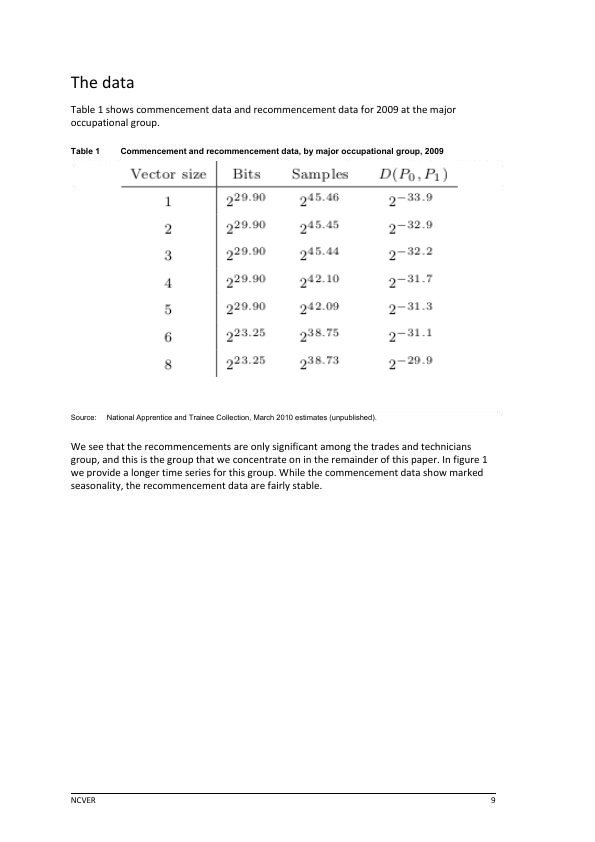 The data
Table 1 shows commencement data and recommencement data for 2009 at the major
occupational group.
Table 1 Commencement and recommencement data, by major occupational group, 2009
Vector size Bits Samples D(P₀, P₁)
1 2^29.90 2^45.46 2^−33.9
2 2^29.90 2^45.45 2^−32.9
3 2^29.90 2^45.44 2^−32.2
4 2^29.90 2^42.10 2^−31.7
5 2^29.90 2^42.09 2^−31.3
6 2^23.25 2^38.75 2^−31.1
8 2^23.25 2^38.73 2^−29.9
Source: National Apprentice and Trainee Collection, March 2010 estimates (unpublished).
We see that the recommencements are only significant among the trades and technicians
group, and this is the group that we concentrate on in the remainder of this paper. In figure 1
we provide a longer time series for this group. While the commencement data show marked
seasonality, the recommencement data are fairly stable.
NCVER 9